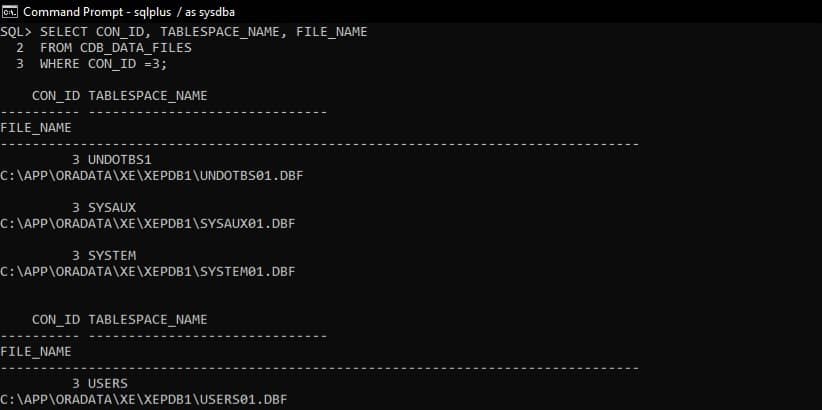 Command Prompt - sqlplus / as sysdba
SQL> SELECT CON_ID, TABLESPACE_NAME, FILE_NAME
  2  FROM CDB_DATA_FILES
  3  WHERE CON_ID =3;
    CON_ID TABLESPACE_NAME
---------- ------------------------------
FILE_NAME
--------------------------------------------------------------------------------
         3 UNDOTBS1
C:\APP\ORADATA\XE\XEPDB1\UNDOTBS01.DBF
         3 SYSAUX
C:\APP\ORADATA\XE\XEPDB1\SYSAUX01.DBF
         3 SYSTEM
C:\APP\ORADATA\XE\XEPDB1\SYSTEM01.DBF
    CON_ID TABLESPACE_NAME
---------- ------------------------------
FILE_NAME
--------------------------------------------------------------------------------
         3 USERS
C:\APP\ORADATA\XE\XEPDB1\USERS01.DBF